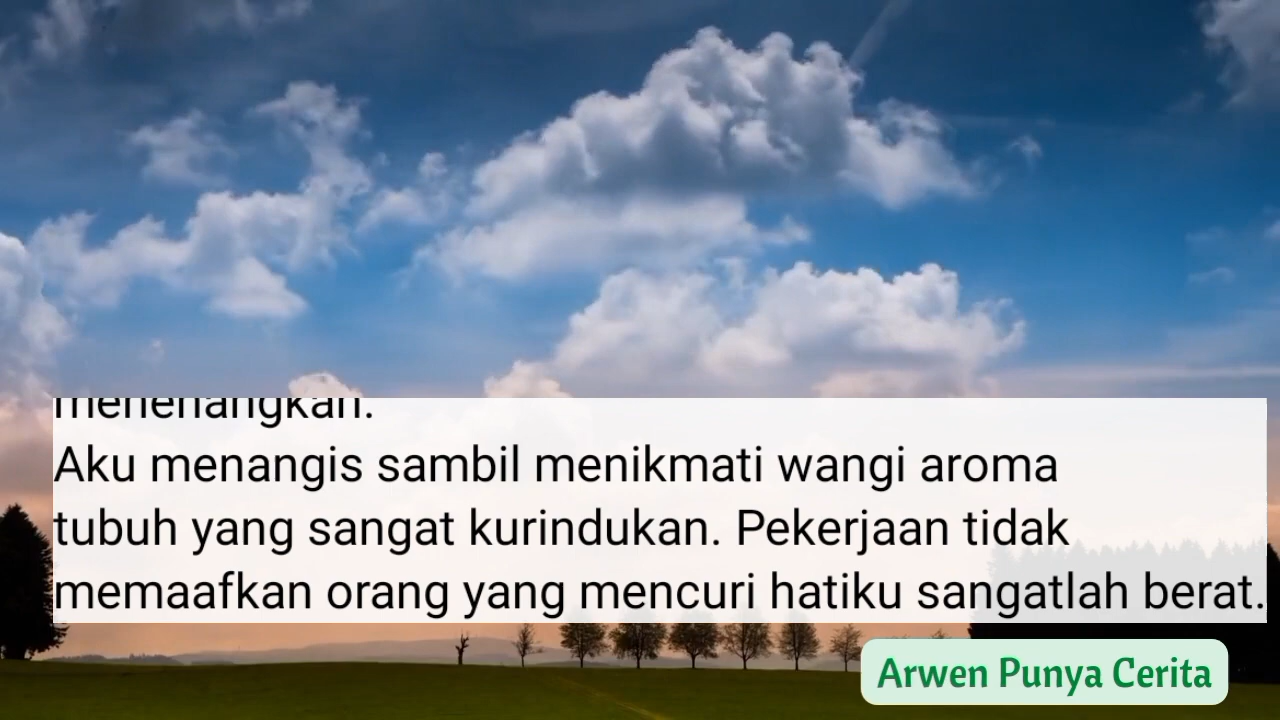 menenangkan.
Aku menangis sambil menikmati wangi aroma
tubuh yang sangat kurindukan. Pekerjaan tidak
memaafkan orang yang mencuri hatiku sangatlah berat.
Arwen Punya Cerita